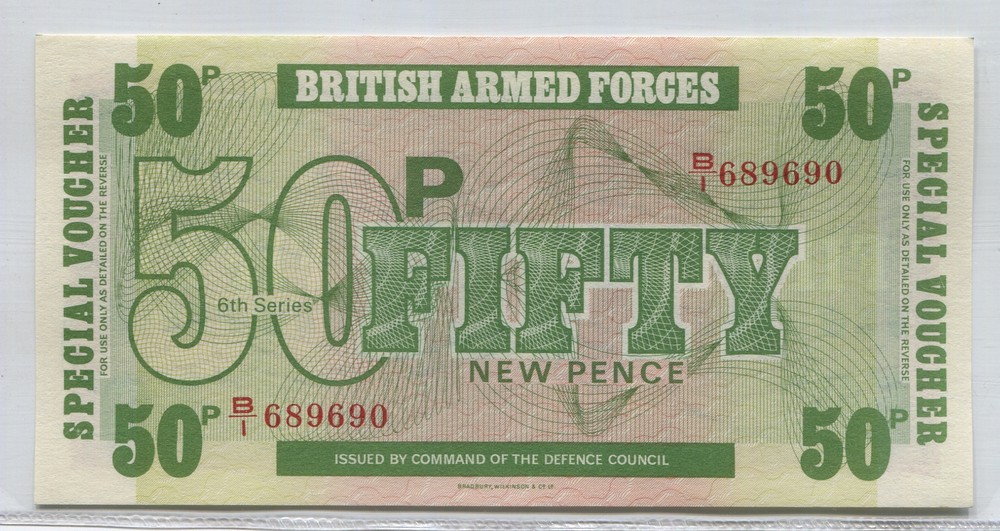 BRITISH ARMED FORCES
50P
50P
SPECIAL VOUCHER
FOR USE ONLY AS DETAILED ON THE REVERSE
SPECIAL VOUCHER
FOR USE ONLY AS DETAILED ON THE REVERSE
B/1 689690
50P
FIFTY
6th Series
NEW PENCE
B/1 689690
50P
50P
ISSUED BY COMMAND OF THE DEFENCE COUNCIL
BRADBURY, WILKINSON & Co Ld.